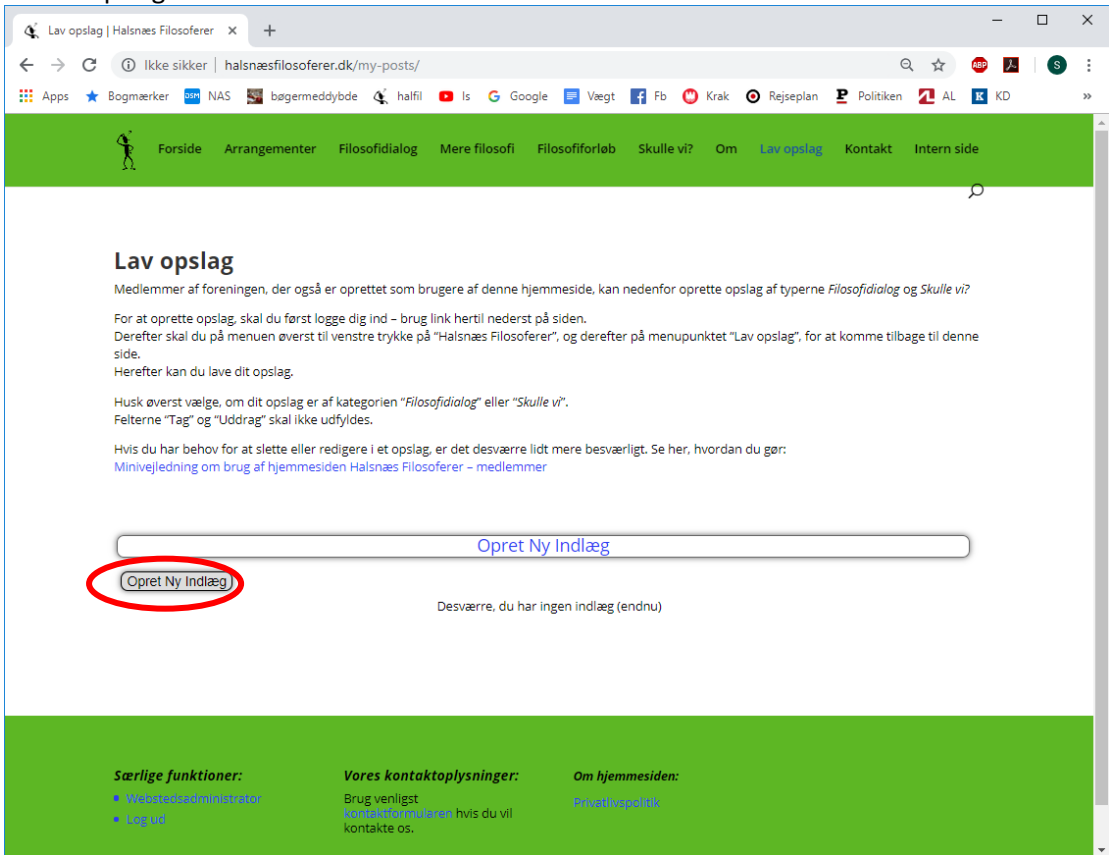 Lav opslag | Halsnæs Filosoferer
Ikke sikker | halsnæsfilosoferer.dk/my-posts/
ABP
S
Apps Bogmærker DSM NAS bøgermeddybde halfil ls Google Vægt Fb Krak Rejseplan P Politiken AL K KD »
Forside Arrangementer Filosofidialog Mere filosofi Filosofiforløb Skulle vi? Om Lav opslag Kontakt Intern side
Lav opslag
Medlemmer af foreningen, der også er oprettet som brugere af denne hjemmeside, kan nedenfor oprette opslag af typerne Filosofidialog og Skulle vi?
For at oprette opslag, skal du først logge dig ind – brug link hertil nederst på siden.
Derefter skal du på menuen øverst til venstre trykke på “Halsnæs Filosoferer”, og derefter på menupunktet “Lav opslag”, for at komme tilbage til denne
side.
Herefter kan du lave dit opslag.
Husk øverst vælge, om dit opslag er af kategorien “Filosofidialog” eller “Skulle vi”.
Felterne “Tag” og “Uddrag” skal ikke udfyldes.
Hvis du har behov for at slette eller redigere i et opslag, er det desværre lidt mere besværligt. Se her, hvordan du gør:
Minivejledning om brug af hjemmesiden Halsnæs Filosoferer – medlemmer
Opret Ny Indlæg
Opret Ny Indlæg
Desværre, du har ingen indlæg (endnu)
Særlige funktioner:
Webstedsadministrator
Log ud
Vores kontaktoplysninger:
Brug venligst
kontaktformularen hvis du vil
kontakte os.
Om hjemmesiden:
Privatlivspolitik